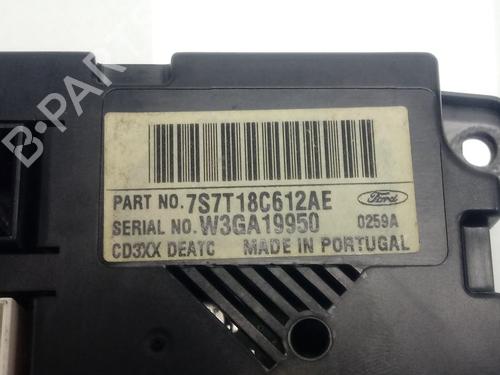 B-PARTS
PART NO. 7S7T18C612AE
Ford
SERIAL NO. W3GA19950
0259A
CD3XX DEATC MADE IN PORTUGAL